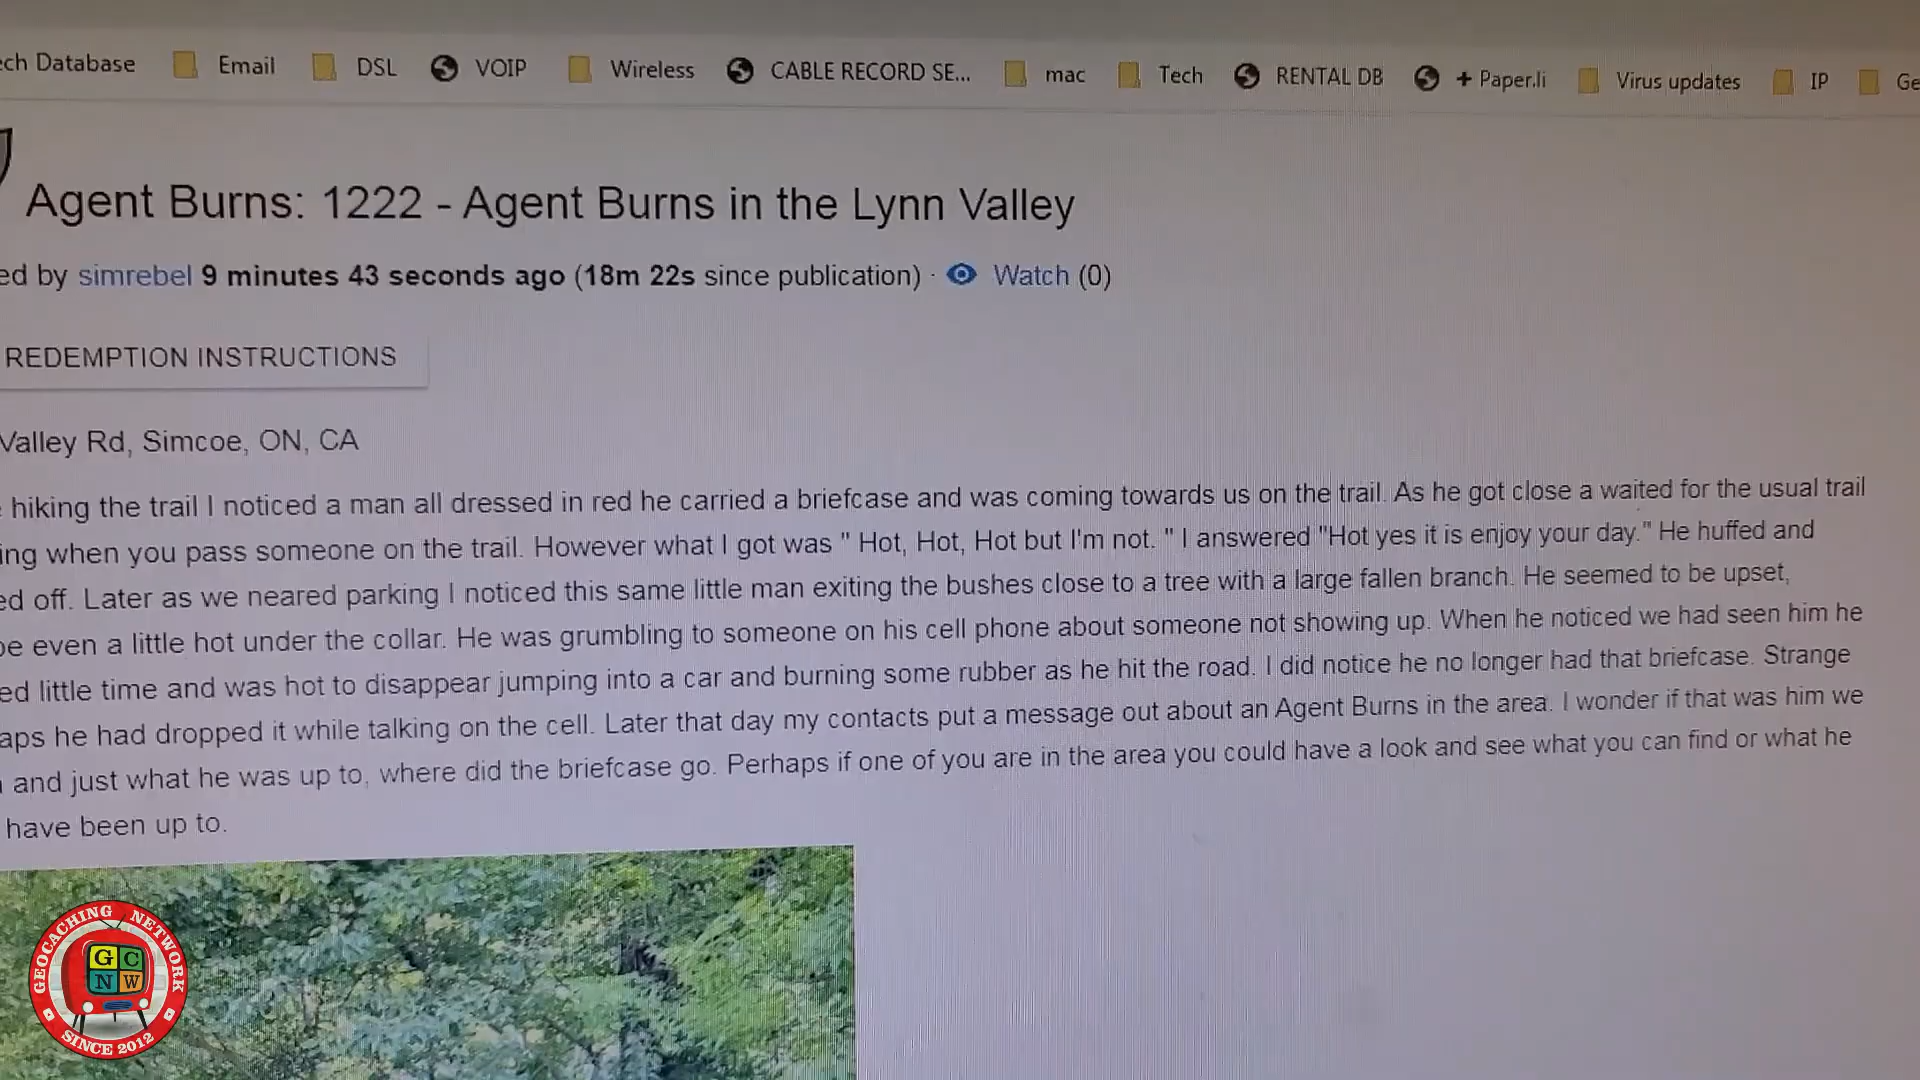 ch Database Email DSL VOIP Wireless CABLE RECORD SE... mac Tech RENTAL DB + Paper.li Virus updates IP Ge
Agent Burns: 1222 - Agent Burns in the Lynn Valley
ed by simrebel 9 minutes 43 seconds ago (18m 22s since publication) · Watch (0)
REDEMPTION INSTRUCTIONS
Valley Rd, Simcoe, ON, CA
hiking the trail I noticed a man all dressed in red he carried a briefcase and was coming towards us on the trail. As he got close a waited for the usual trail
ing when you pass someone on the trail. However what I got was " Hot, Hot, Hot but I'm not. " I answered "Hot yes it is enjoy your day." He huffed and
ed off. Later as we neared parking I noticed this same little man exiting the bushes close to a tree with a large fallen branch. He seemed to be upset,
be even a little hot under the collar. He was grumbling to someone on his cell phone about someone not showing up. When he noticed we had seen him he
ed little time and was hot to disappear jumping into a car and burning some rubber as he hit the road. I did notice he no longer had that briefcase. Strange
aps he had dropped it while talking on the cell. Later that day my contacts put a message out about an Agent Burns in the area. I wonder if that was him we
and just what he was up to, where did the briefcase go. Perhaps if one of you are in the area you could have a look and see what you can find or what he
have been up to.
GEOCACHING NETWORK
G C
N W
SINCE 2012